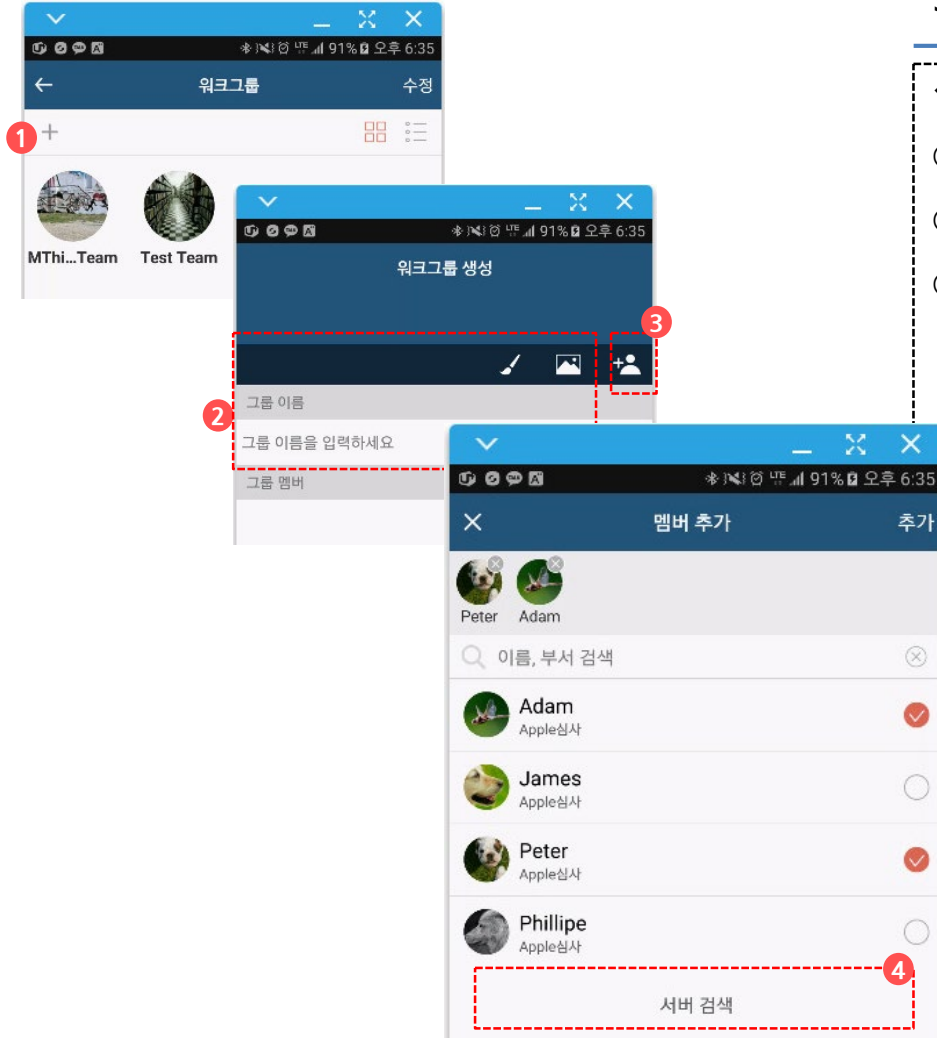 91% 오후 6:35
워크그룹
수정
1
MThi...Team
Test Team
91% 오후 6:35
워크그룹 생성
3
2
그룹 이름
그룹 이름을 입력하세요
그룹 멤버
91% 오후 6:35
멤버 추가
추가
Peter
Adam
이름, 부서 검색
Adam
Apple심사
James
Apple심사
Peter
Apple심사
Phillipe
Apple심사
4
서버 검색